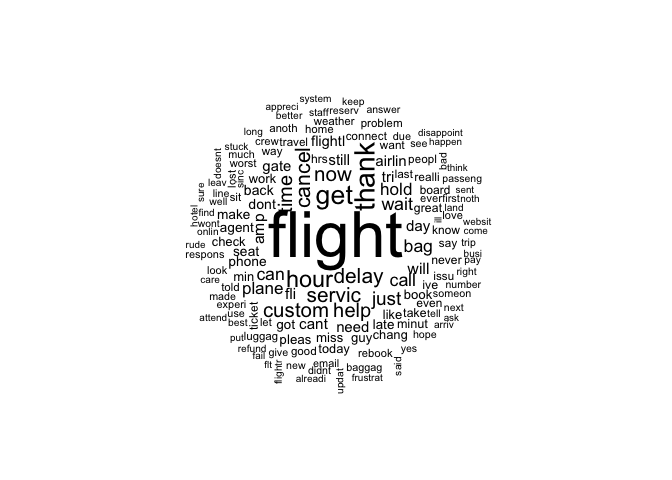 system
keep
appreci
better
staff
reserv
answer
weather
problem
long
anoth
home
connect
due
disappoint
crew
travel
flightl
want
see
happen
stuck
way
hrs
still
airlin
peopl
bad
think
doesnt
much
worst
gate
cancel
now
thank
tri
last
realli
passeng
lost
sinc
work
time
get
hold
board
sent
leav
line
well
sit
back
wait
ever
first
noth
sure
hotel
find
make
dont
great
land
love
websit
wont
onlin
agent
amp
flight
day
know
come
rude
check
bag
say
trip
busi
respons
seat
phone
never
pay
look
care
min
can
hour
delay
call
will
issu
right
told
plane
fli
servic
just
book
ive
number
someon
made
experi
use
ticket
custom
help
like
take
even
tell
next
ask
attend
best
let
got
cant
need
late
minut
arriv
put
luggag
pleas
miss
guy
chang
hope
refund
fail
give
good
today
rebook
yes
flt
flightr
new
email
didnt
baggag
said
alreadi
updat
frustrat